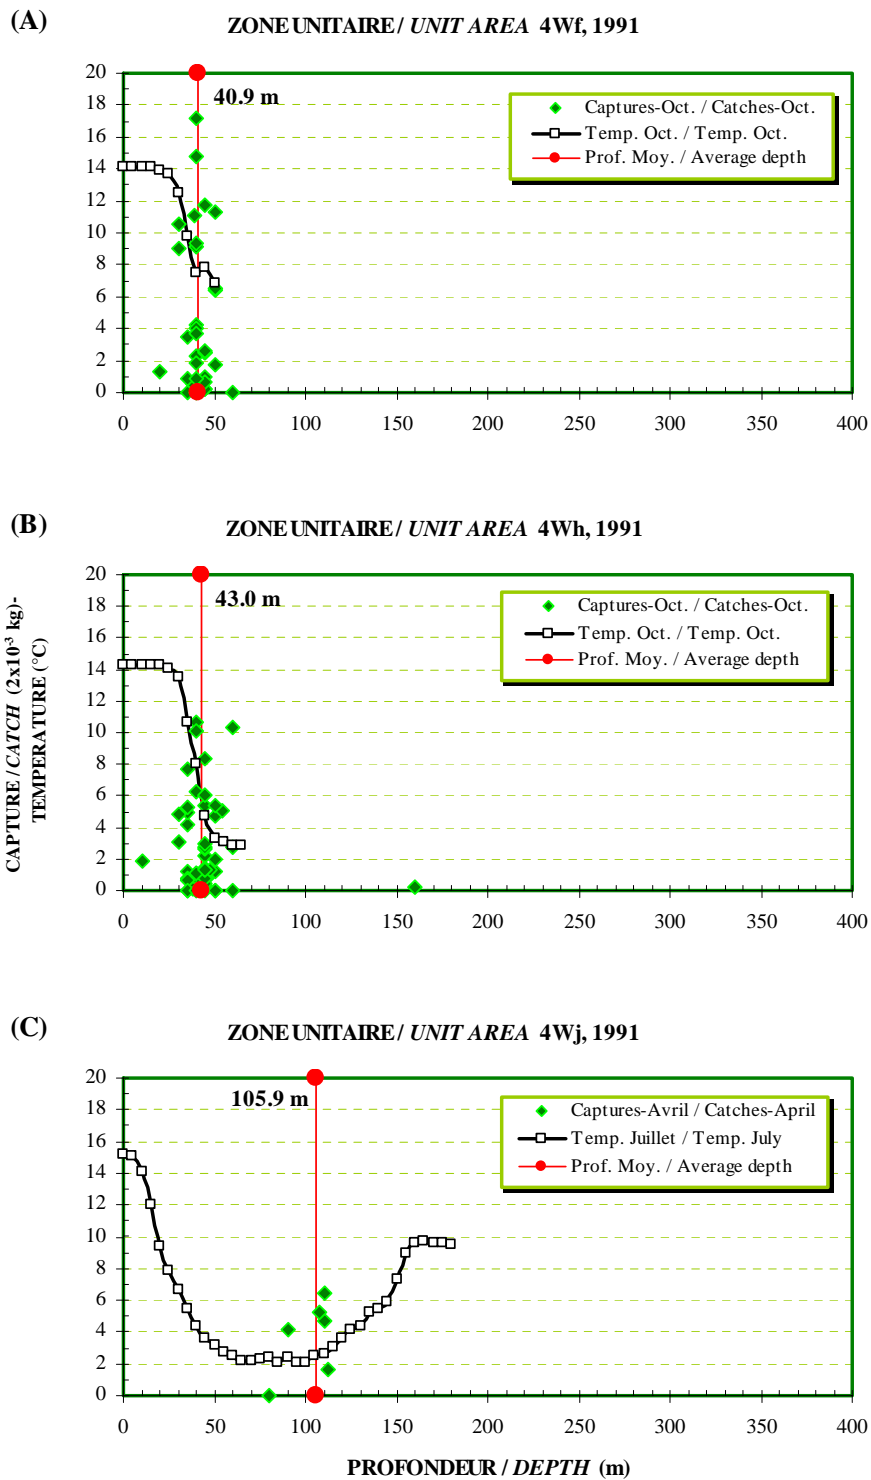 (A)
ZONE UNITAIRE / UNIT AREA 4Wf, 1991
20
18
16
14
12
10
8
6
4
2
0
40.9 m
Captures-Oct. / Catches-Oct.
Temp. Oct. / Temp. Oct.
Prof. Moy. / Average depth
0 50 100 150 200 250 300 350 400
(B)
ZONE UNITAIRE / UNIT AREA 4Wh, 1991
CAPTURE / CATCH (2x10⁻³ kg)-
TEMPERATURE (°C)
20
18
16
14
12
10
8
6
4
2
0
43.0 m
Captures-Oct. / Catches-Oct.
Temp. Oct. / Temp. Oct.
Prof. Moy. / Average depth
0 50 100 150 200 250 300 350 400
(C)
ZONE UNITAIRE / UNIT AREA 4Wj, 1991
20
18
16
14
12
10
8
6
4
2
0
105.9 m
Captures-Avril / Catches-April
Temp. Juillet / Temp. July
Prof. Moy. / Average depth
0 50 100 150 200 250 300 350 400
PROFONDEUR / DEPTH (m)